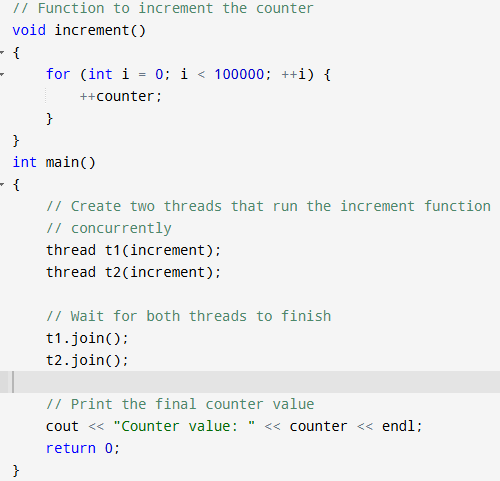 // Function to increment the counter
void increment()
{
    for (int i = 0; i < 100000; ++i) {
        ++counter;
    }
}
int main()
{
    // Create two threads that run the increment function
    // concurrently
    thread t1(increment);
    thread t2(increment);

    // Wait for both threads to finish
    t1.join();
    t2.join();

    // Print the final counter value
    cout << "Counter value: " << counter << endl;
    return 0;
}